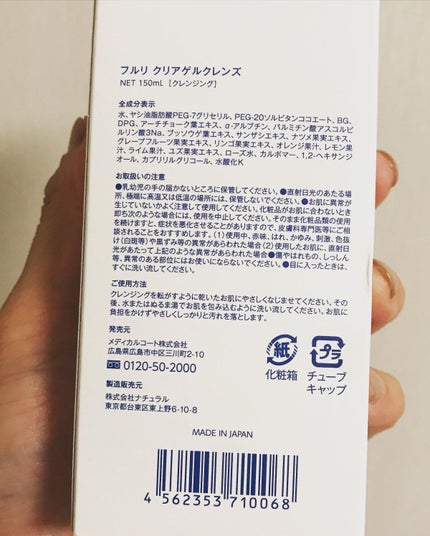 フルリ クリアゲルクレンズ
NET 150mL [クレンジング]
全成分表示
水、ヤシ油脂肪酸PEG-7グリセリル、PEG-20ソルビタンココエート、BG、
DPG、アーチチョーク葉エキス、α-アルブチン、パルミチン酸アスコルビ
ルリン酸3Na、ブッソウゲ葉エキス、サンザシエキス、ナツメ果実エキス、
グレープフルーツ果実エキス、リンゴ果実エキス、オレンジ果汁、レモン果
汁、ライム果汁、ユズ果実エキス、ローズ水、カルボマー、1,2-ヘキサンジ
オール、カプリリルグリコール、水酸化K
お取扱いの注意
●乳幼児の手の届かないところに保管してください。●直射日光のあたる場
所、極端に高温又は低温の場所には、保管しないでください。●お肌に異常が
生じていないかよく注意して使用してください。化粧品がお肌に合わないとき
即ち次のような場合には、使用を中止してください。そのまま化粧品類の使用
を続けますと、症状を悪化させることがありますので、皮膚科専門医等にご相
談されることをおすすめします。(1)使用中、赤味、はれ、かゆみ、刺激、色抜
け(白斑等)や黒ずみ等の異常があらわれた場合(2)使用したお肌に、直射日
光があたって上記のような異常があらわれた場合●傷やはれもの、しっしん
等、異常のある部位にはお使いにならないでください。●目に入ったときは、
すぐに洗い流してください。
ご使用方法
クレンジングを転がすように乾いたお肌にやさしくなじませてください。その
後、水またはぬるま湯でお肌を包み込むように洗い流してください。お肌に
負担をかけずやさしくしっかりと汚れを落とします。
発売元
メディカルコート株式会社
広島県広島市中区三川町2-10
0120-50-2000
紙
化粧箱
プラ
チューブ
キャップ
製造販売元
株式会社ナチュラル
東京都台東区東上野6-10-8
MADE IN JAPAN
4 562353 710068